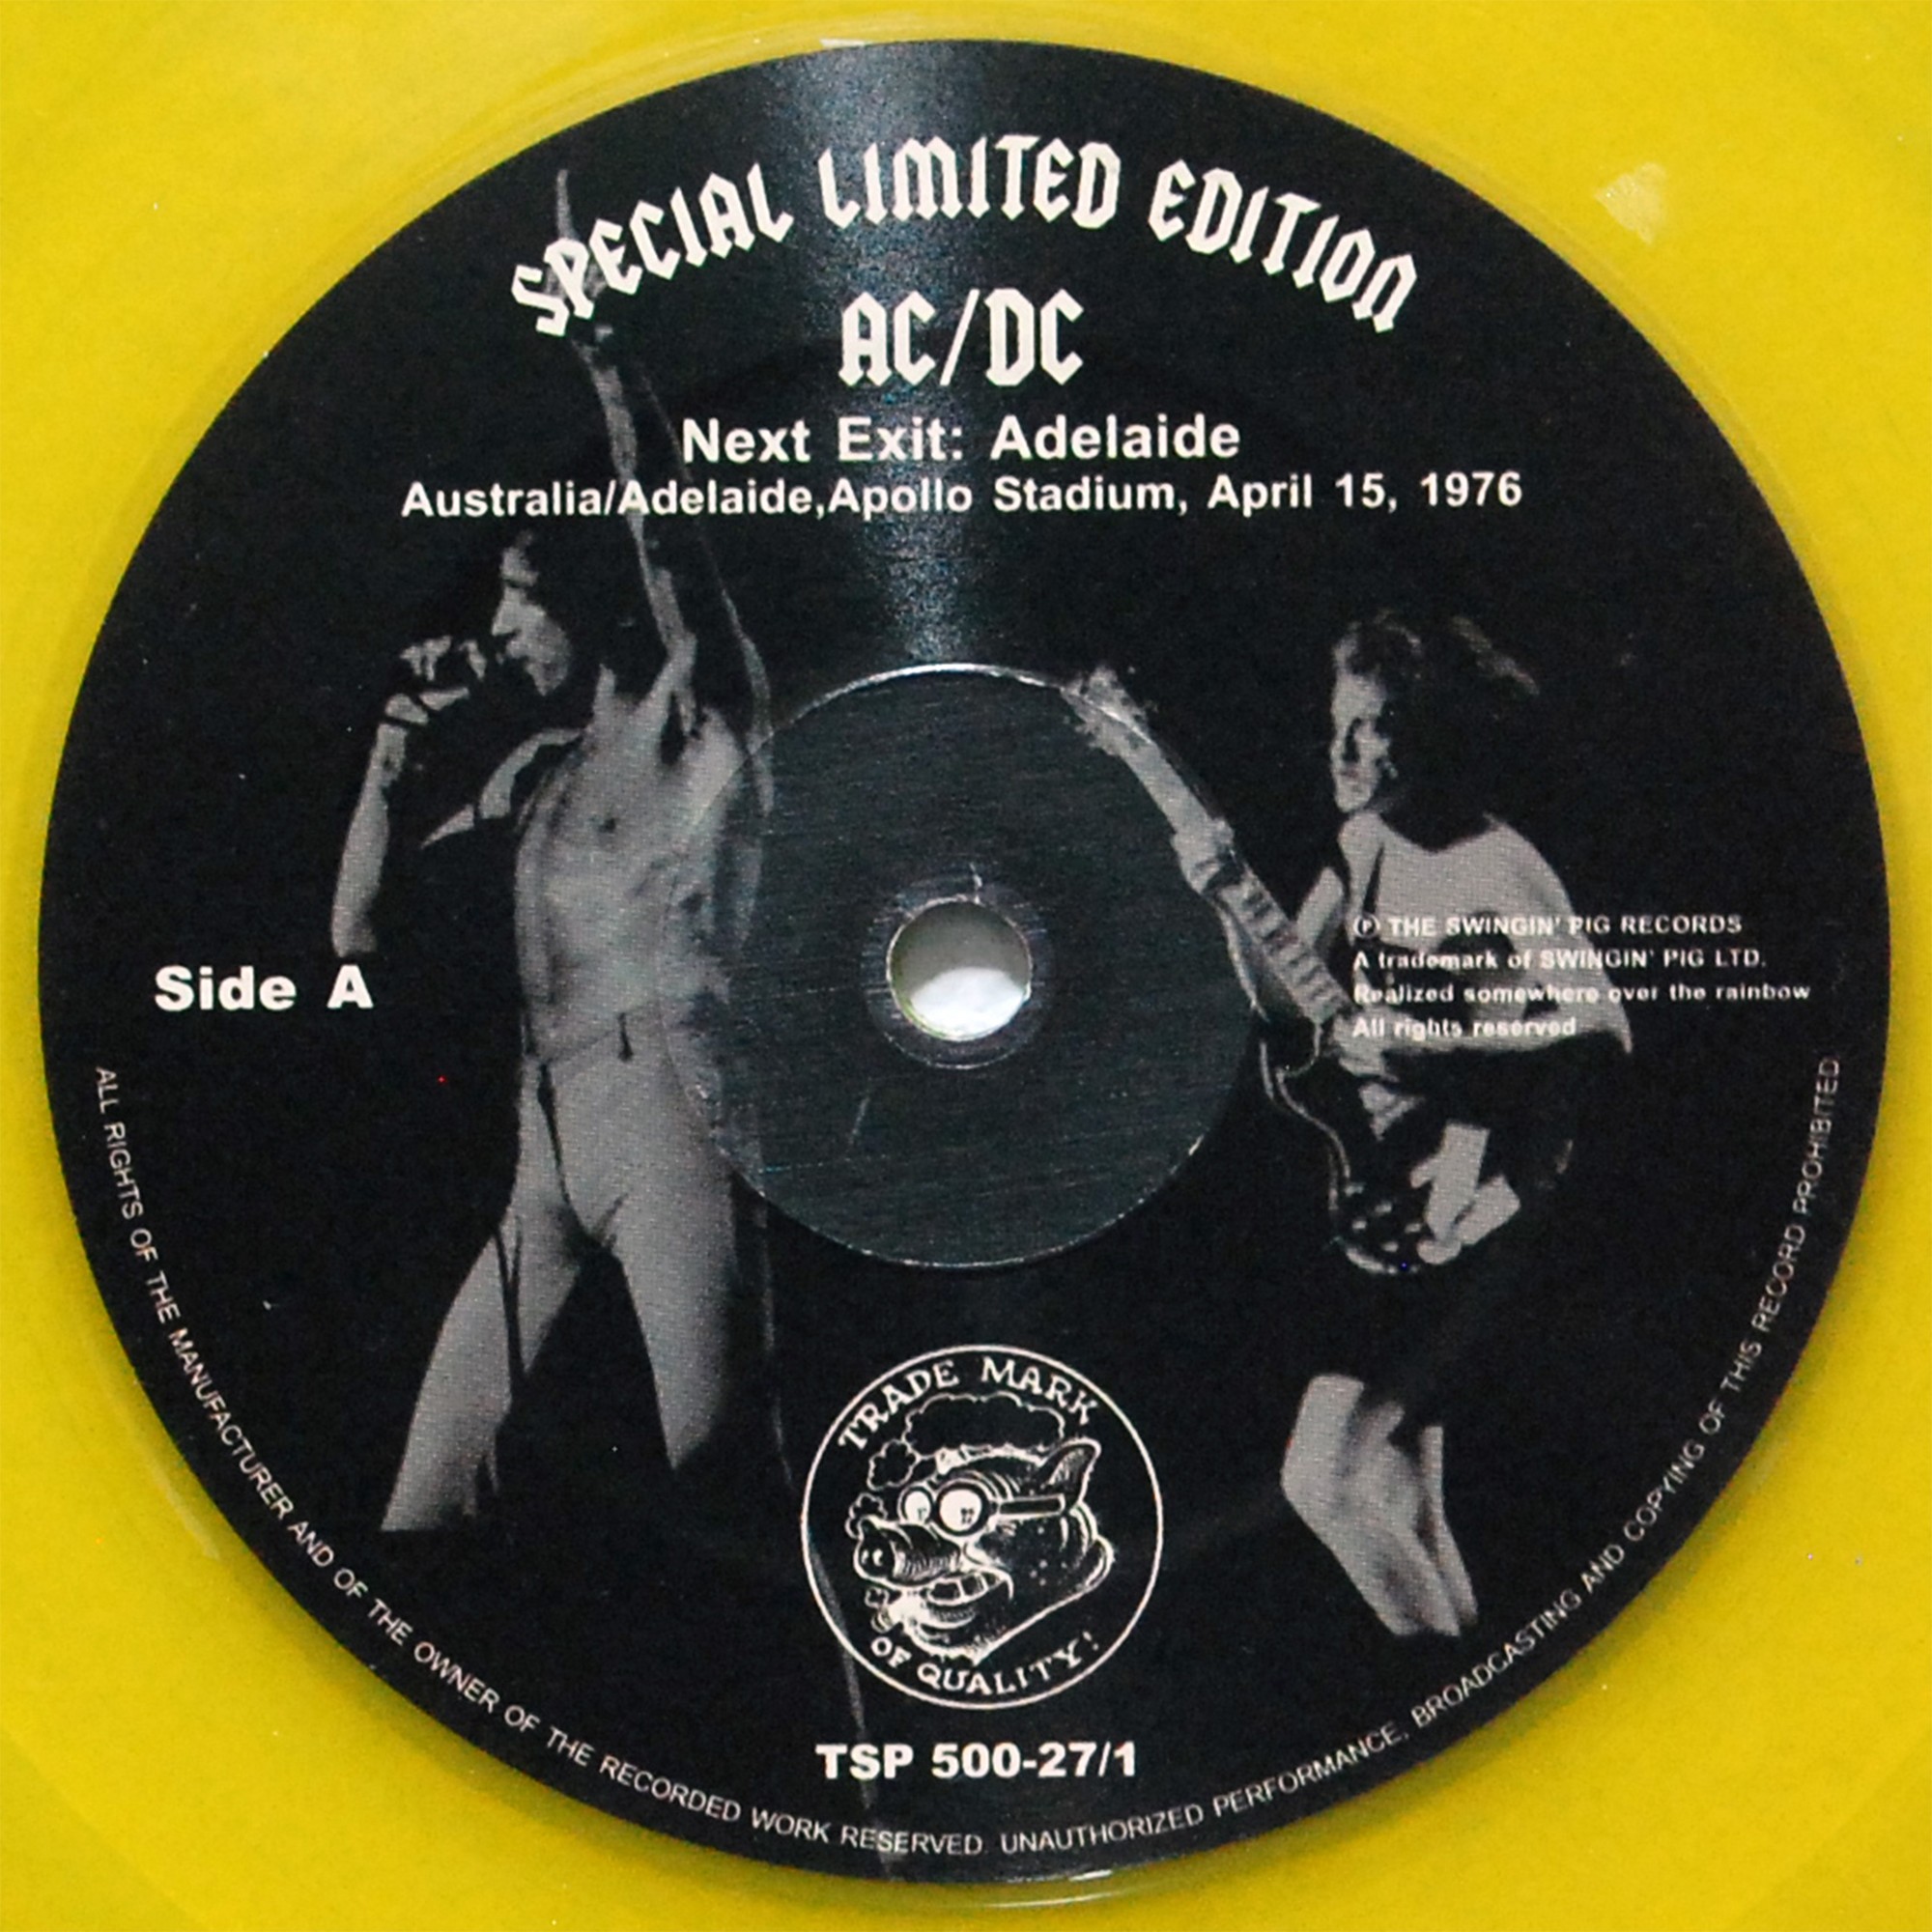 SPECIAL LIMITED EDITION
AC/DC
Next Exit: Adelaide
Australia/Adelaide,Apollo Stadium, April 15, 1976
Side A
Ⓟ THE SWINGIN' PIG RECORDS
A trademark of SWINGIN' PIG LTD.
Realized somewhere over the rainbow
All rights reserved
TRADE MARK
OF QUALITY!
TSP 500-27/1
ALL RIGHTS OF THE MANUFACTURER AND OF THE OWNER OF THE RECORDED WORK RESERVED. UNAUTHORIZED PERFORMANCE, BROADCASTING AND COPYING OF THIS RECORD PROHIBITED